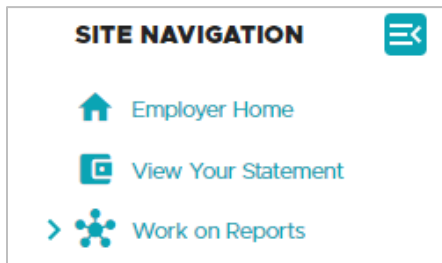 SITE NAVIGATION
Employer Home
View Your Statement
Work on Reports